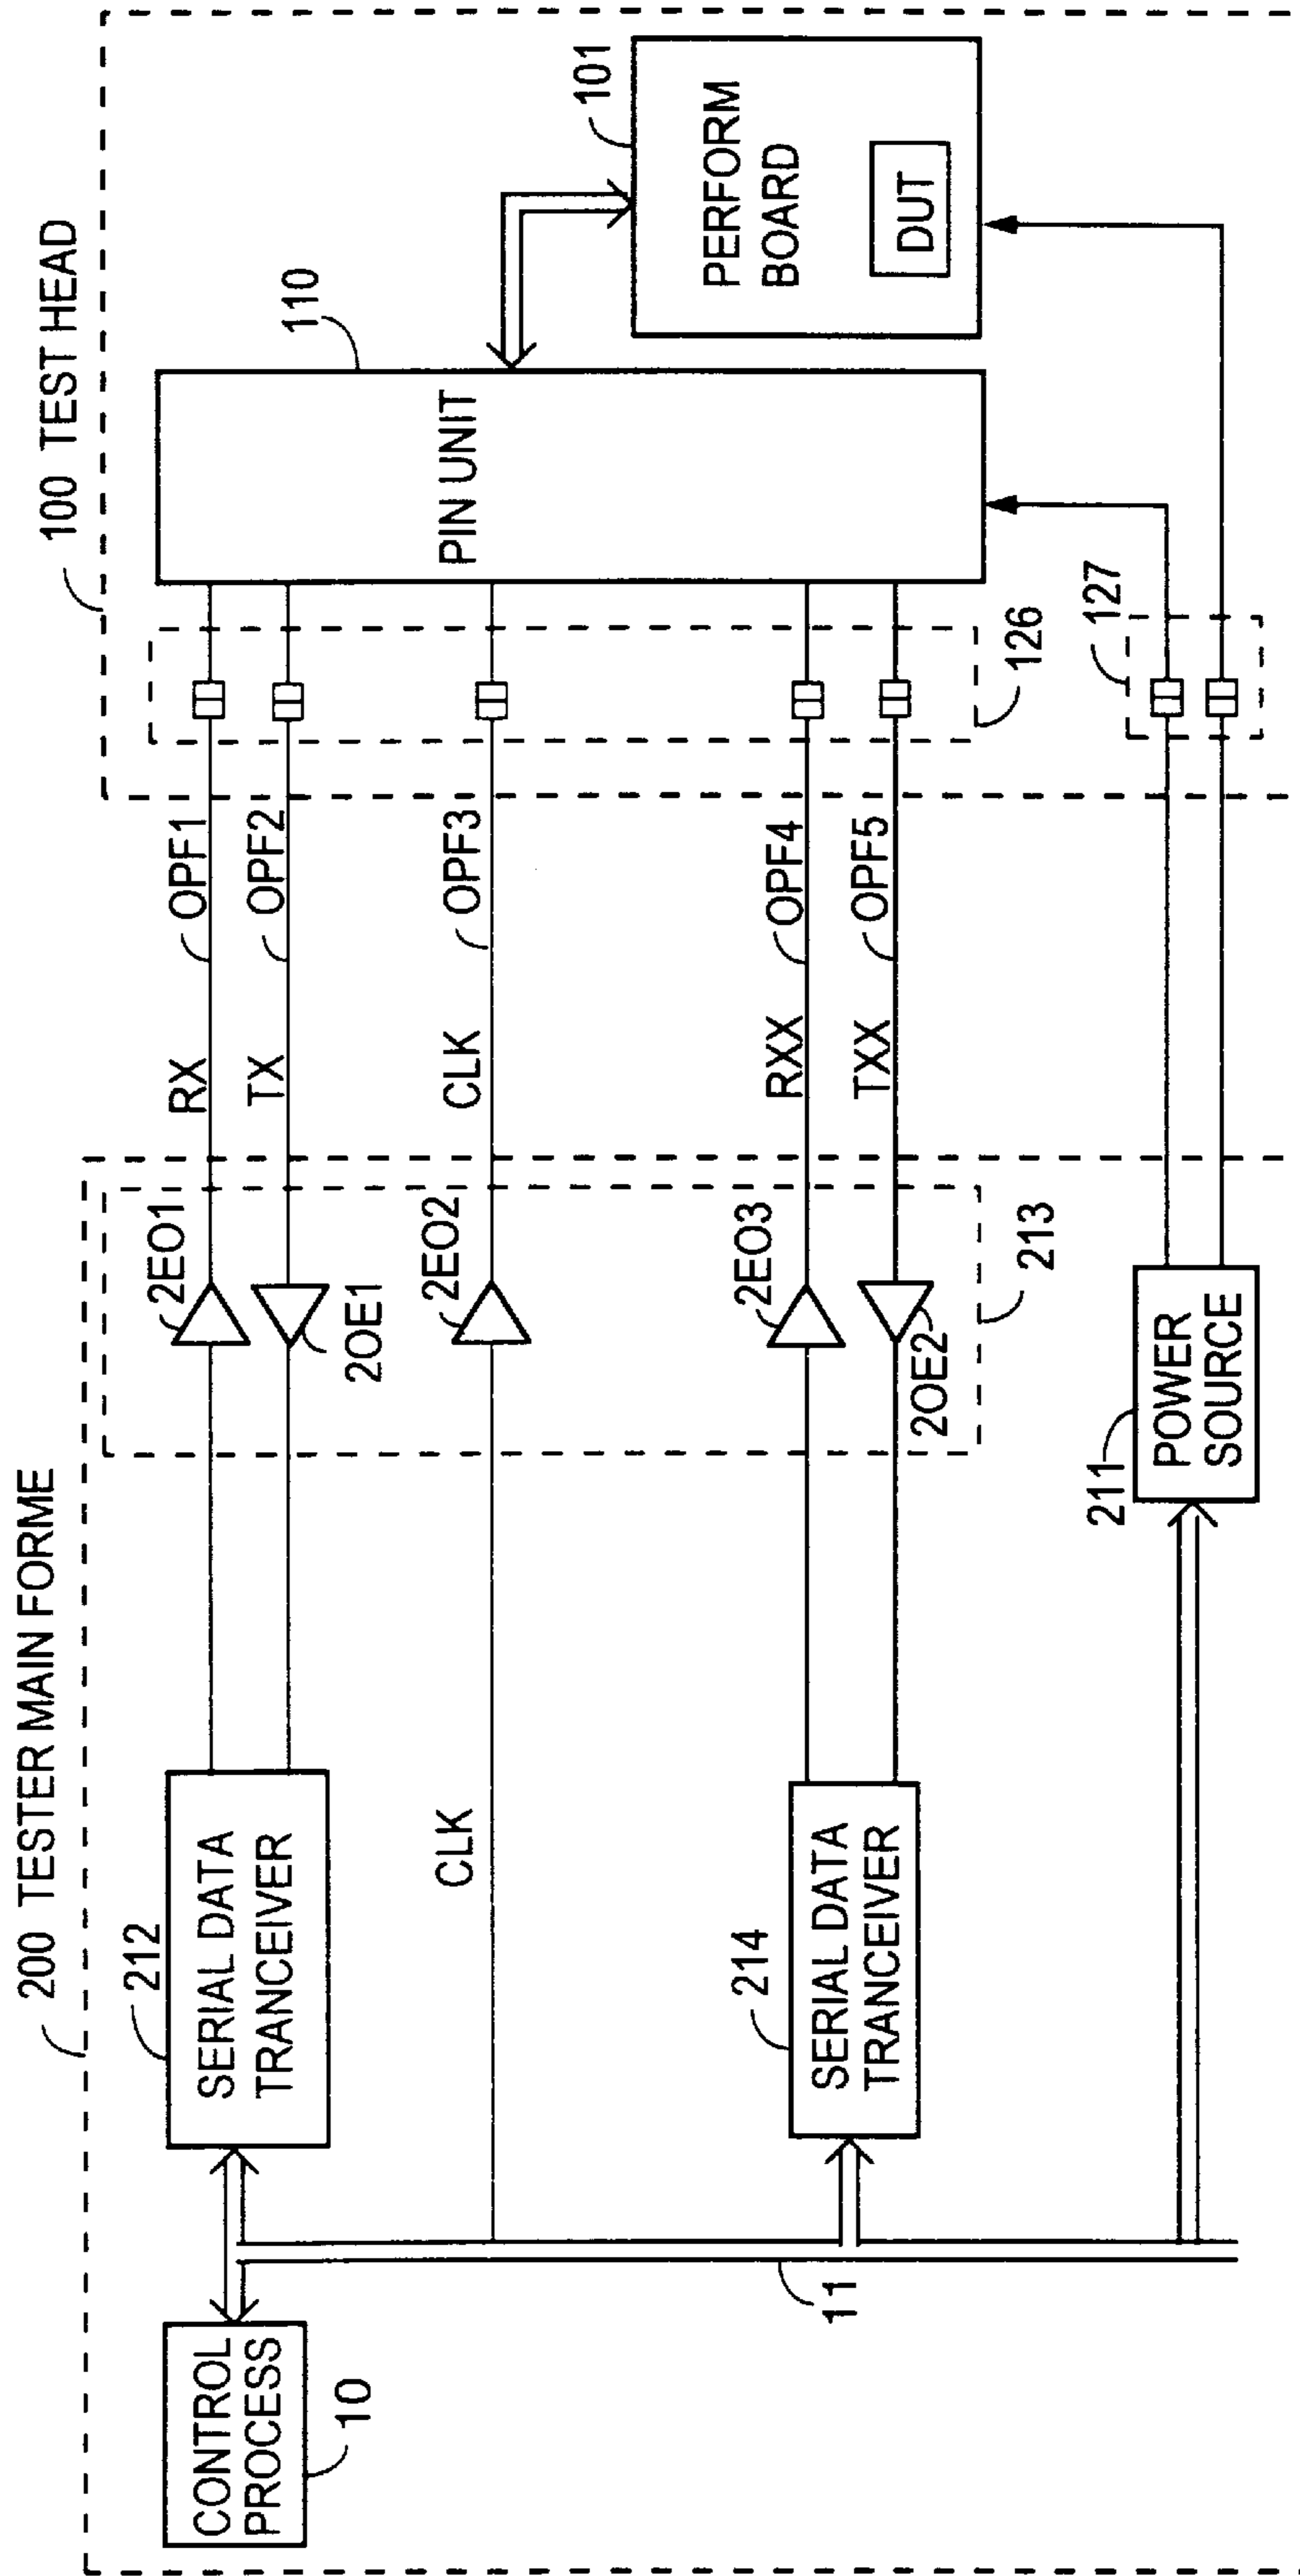 200 TESTER MAIN FORME
100 TEST HEAD
CONTROL
PROCESS
10
11
212
SERIAL DATA
TRANCEIVER
CLK
214
SERIAL DATA
TRANCEIVER
2EO1
2OE1
2EO2
2EO3
2OE2
213
211
POWER
SOURCE
RX
OPF1
TX
OPF2
CLK
OPF3
RXX
OPF4
TXX
OPF5
126
127
110
PIN UNIT
101
PERFORM
BOARD
DUT